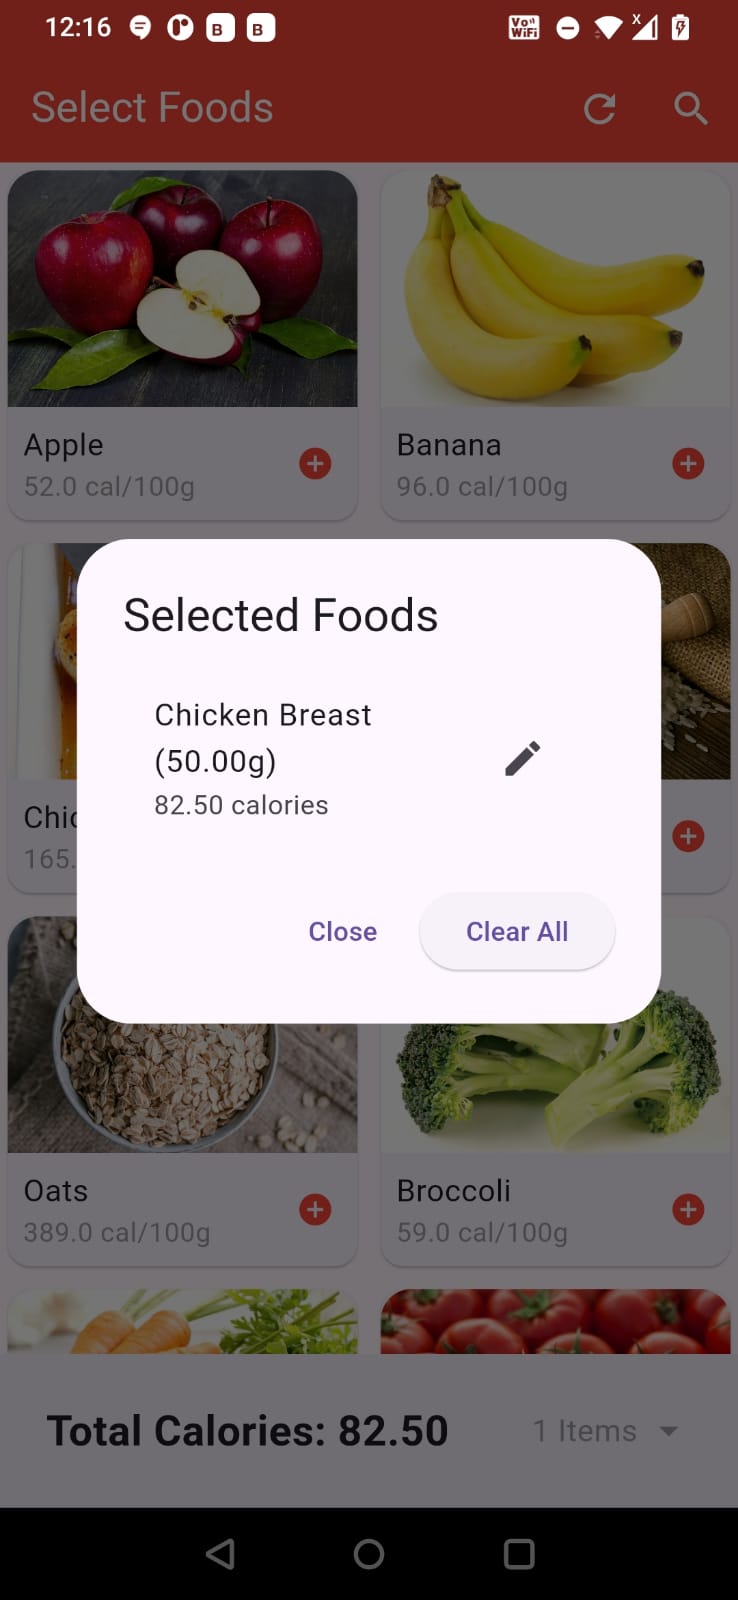 12:16
B
B
Vo))
WiFi
X
Select Foods
Apple
52.0 cal/100g
Banana
96.0 cal/100g
Selected Foods
Chicken Breast
(50.00g)
82.50 calories
Chic
165.
Close
Clear All
Oats
389.0 cal/100g
Broccoli
59.0 cal/100g
Total Calories: 82.50
1 Items